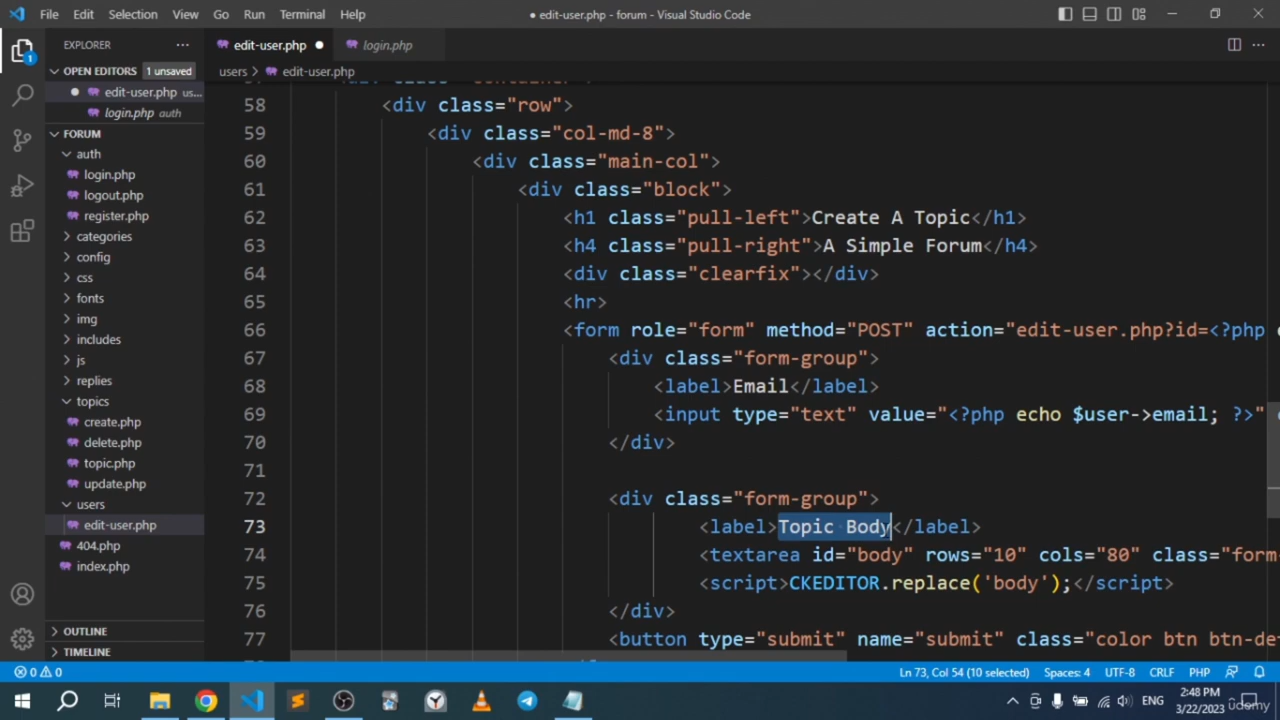 File Edit Selection View Go Run Terminal Help
● edit-user.php - forum - Visual Studio Code
EXPLORER
OPEN EDITORS 1 unsaved
edit-user.php us...
login.php auth
FORUM
auth
login.php
logout.php
register.php
categories
config
css
fonts
img
includes
js
replies
topics
create.php
delete.php
topic.php
update.php
users
edit-user.php
404.php
index.php
OUTLINE
TIMELINE
1
edit-user.php ● login.php
users > edit-user.php
58 <div class="row">
59 <div class="col-md-8">
60 <div class="main-col">
61 <div class="block">
62 <h1 class="pull-left">Create A Topic</h1>
63 <h4 class="pull-right">A Simple Forum</h4>
64 <div class="clearfix"></div>
65 <hr>
66 <form role="form" method="POST" action="edit-user.php?id=<?php
67 <div class="form-group">
68 <label>Email</label>
69 <input type="text" value="<?php echo $user->email; ?>"
70 </div>
71
72 <div class="form-group">
73 <label>Topic Body</label>
74 <textarea id="body" rows="10" cols="80" class="form-
75 <script>CKEDITOR.replace('body');</script>
76 </div>
77 <button type="submit" name="submit" class="color btn btn-de
0 0 Ln 73, Col 54 (10 selected) Spaces: 4 UTF-8 CRLF PHP
ENG 2:48 PM
3/22/2023
ûdemy